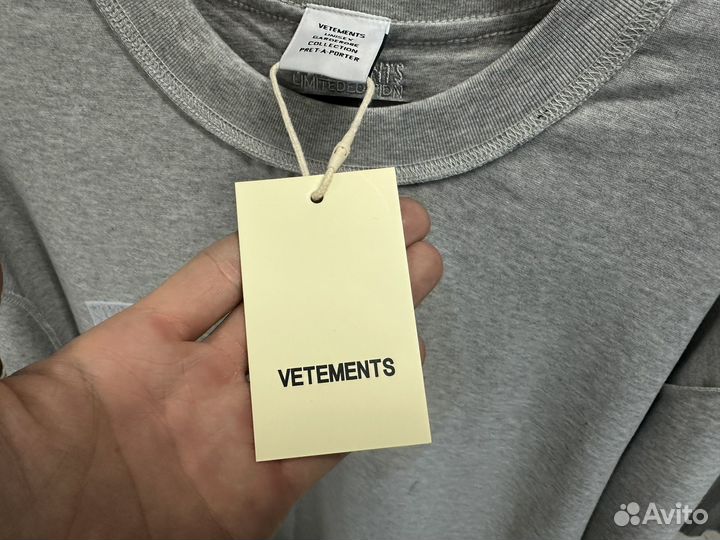 VETEMENTS
UNISEX
GARDEROBE
COLLECTION
PRET-A-PORTER
LIMITED EDITION
VETEMENTS
Avito